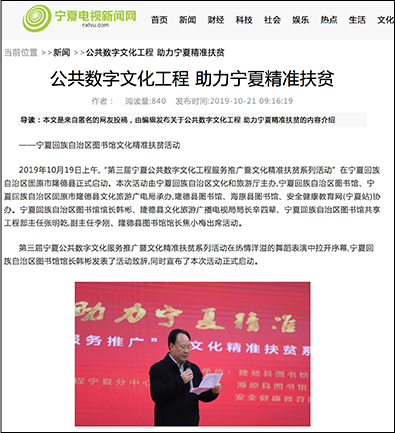 宁夏电视新闻网
nxtvu.com
首页 新闻 财经 科技 社会 娱乐 热点 生活 文化
当前位置 >>新闻 >>公共数字文化工程 助力宁夏精准扶贫
公共数字文化工程 助力宁夏精准扶贫
作者： 阅读量:840 发布时间:2019-10-21 09:16:19
导读：本文是来自匿名的网友投稿，由编辑发布关于公共数字文化工程 助力宁夏精准扶贫的内容介绍
——宁夏回族自治区图书馆文化精准扶贫活动
2019年10月19日上午，“第三届宁夏公共数字文化工程服务推广暨文化精准扶贫系列活动”在宁夏回族
自治区固原市隆德县正式启动。本次活动由宁夏回族自治区文化和旅游厅主办,宁夏回族自治区图书馆、宁
夏回族自治区固原市隆德县文化旅游广电局承办,隆德县图书馆、海原县图书馆、安全健康教育网(宁夏站)协
办。宁夏回族自治区图书馆馆长韩彬、隆德县文化旅游广播电视局局长辛四辈、宁夏回族自治区图书馆共享
工程部主任张明乾,副主任李刚、隆德县图书馆馆长焦小梅出席活动。
第三届宁夏公共数字文化服务推广暨文化精准扶贫系列活动在热情洋溢的舞蹈表演中拉开序幕,宁夏回
族自治区图书馆馆长韩彬发表了活动致辞,同时宣布了本次活动正式启动。
助力宁夏精准
服务推广” 文化精准扶贫系
程宁夏分中心 单位：隆德县图书馆
海原县图书馆
安全健康教育